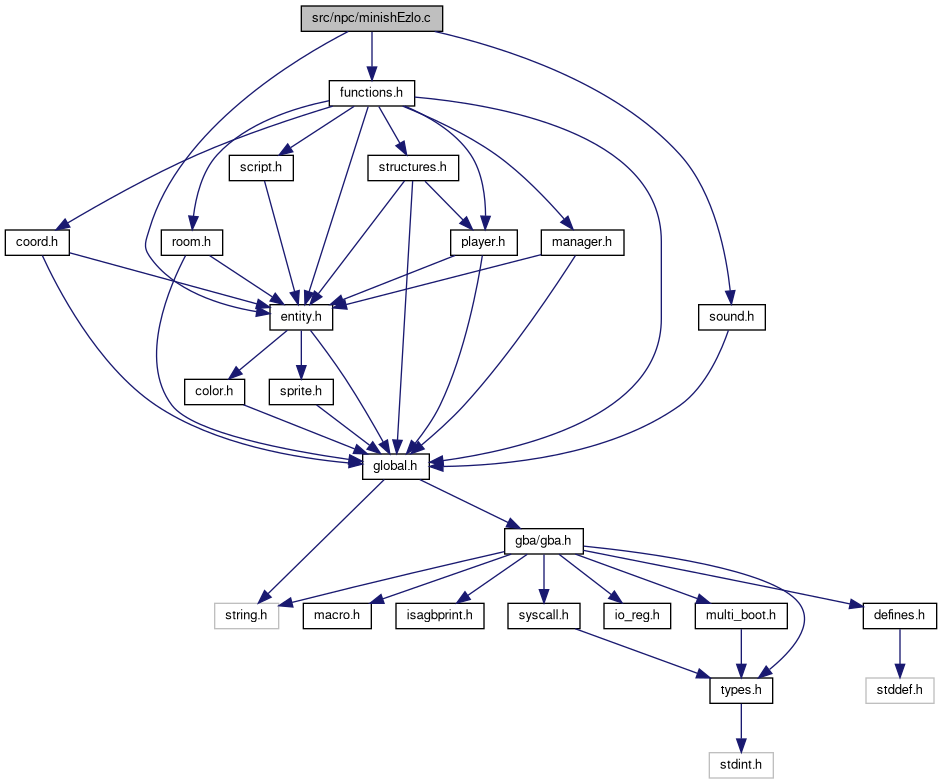 src/npc/minishEzlo.c
functions.h
script.h
structures.h
coord.h
room.h
player.h
manager.h
entity.h
sound.h
color.h
sprite.h
global.h
gba/gba.h
string.h
macro.h
isagbprint.h
syscall.h
io_reg.h
multi_boot.h
defines.h
types.h
stddef.h
stdint.h